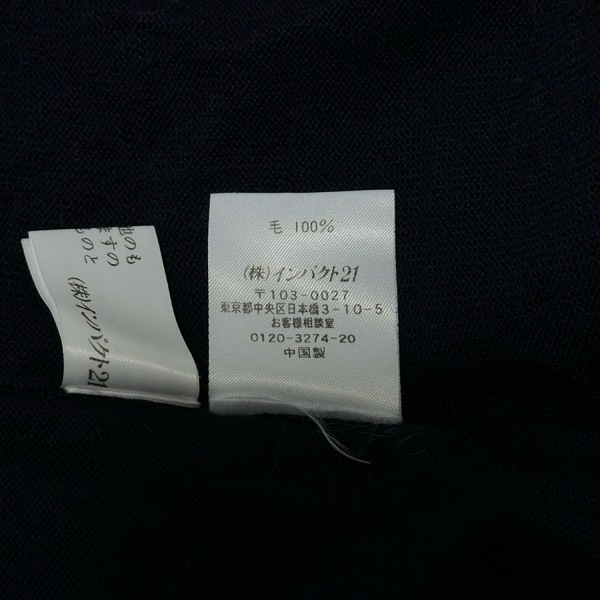 毛 100%
(株)インパクト21
〒103-0027
東京都中央区日本橋3-10-5
お客様相談室
0120-3274-20
中国製
(株)インパクト21